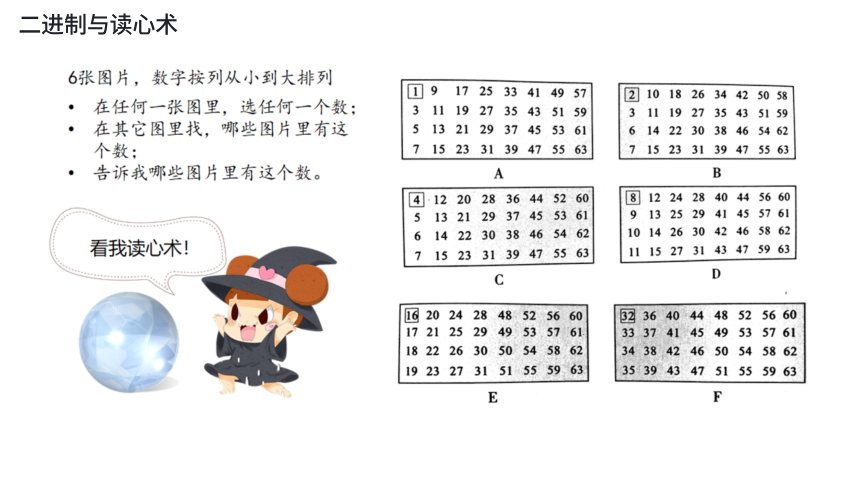 二进制与读心术
6张图片，数字按列从小到大排列
• 在任何一张图里，选任何一个数；
• 在其它图里找，哪些图片里有这
个数；
• 告诉我哪些图片里有这个数。
看我读心术！
1 9 17 25 33 41 49 57
3 11 19 27 35 43 51 59
5 13 21 29 37 45 53 61
7 15 23 31 39 47 55 63
A
2 10 18 26 34 42 50 58
3 11 19 27 35 43 51 59
6 14 22 30 38 46 54 62
7 15 23 31 39 47 55 63
B
4 12 20 28 36 44 52 60
5 13 21 29 37 45 53 61
6 14 22 30 38 46 54 62
7 15 23 31 39 47 55 63
C
8 12 24 28 40 44 56 60
9 13 25 29 41 45 57 61
10 14 26 30 42 46 58 62
11 15 27 31 43 47 59 63
D
16 20 24 28 48 52 56 60
17 21 25 29 49 53 57 61
18 22 26 30 50 54 58 62
19 23 27 31 51 55 59 63
E
32 36 40 44 48 52 56 60
33 37 41 45 49 53 57 61
34 38 42 46 50 54 58 62
35 39 43 47 51 55 59 63
F